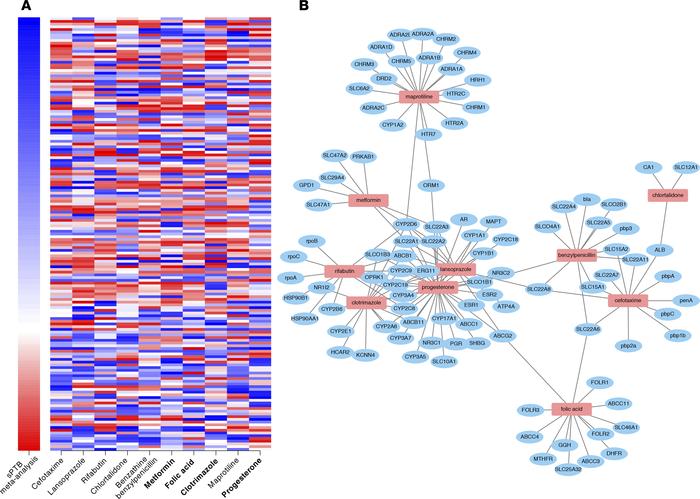 A
B
sPTB
meta-analysis
Cefotaxime
Lansoprazole
Rifabutin
Chlortalidone
Benzathine
benzylpenicillin
Metformin
Folic acid
Clotrimazole
Maprotiline
Progesterone
ADRA2A
ADRA1D
CHRM2
CHRM3
CHRM5
ADRA1B
CHRM4
DRD2
ADRA1A
SLC6A2
HTR2C
HRH1
maprotiline
ADRA2C
CHRM1
CYP1A2
HTR2A
HTR7
SLC47A2
PRKAB1
SLC29A4
GPD1
ORM1
SLC47A1
metformin
CA1
SLC12A1
chlortalidone
bla
SLC22A4
SLCO2B1
SLCO4A1
SLC22A5
pbp3
SLC15A2
ALB
benzylpenicillin
SLC22A11
SLC22A7
pbpA
SLC22A8
SLC15A1
cefotaxime
penA
pbpC
SLC22A6
pbp1b
pbp2a
CYP2D6
SLC22A3
AR
MAPT
SLC22A1
SLC22A2
CYP1A1
CYP2C18
rpoB
SLCO1B3
ABCB1
CYP1B1
rpoC
rifabutin
CYP2C9
ERG11
lansoprazole
NR3C2
rpoA
OPRK1
CYP2C19
progesterone
SLCO1B1
NR1I2
HSP90B1
clotrimazole
CYP3A4
ESR2
CYP2B6
CYP2C8
ESR1
ATP4A
HSP90AA1
CYP2A6
ABCB11
CYP17A1
ABCC1
CYP2E1
CYP3A7
NR3C1
PGR
SHBG
ABCG2
HCAR2
KCNN4
CYP3A5
SLC10A1
FOLR1
FOLR3
folic acid
ABCC11
SLC46A1
ABCC4
FOLR2
GGH
DHFR
MTHFR
ABCC3
SLC25A32